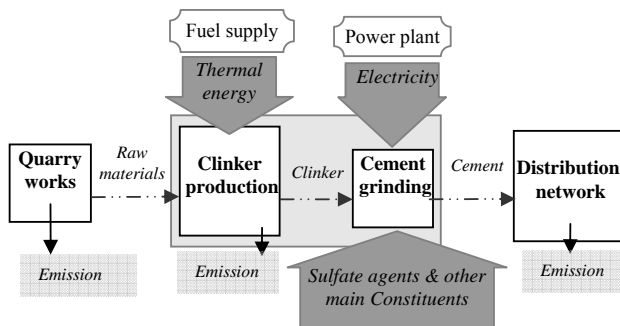 Fuel supply
Power plant
Thermal
energy
Electricity
Quarry
works
Raw
materials
Clinker
production
Clinker
Cement
grinding
Cement
Distribution
network
Emission
Emission
Emission
Sulfate agents & other
main Constituents